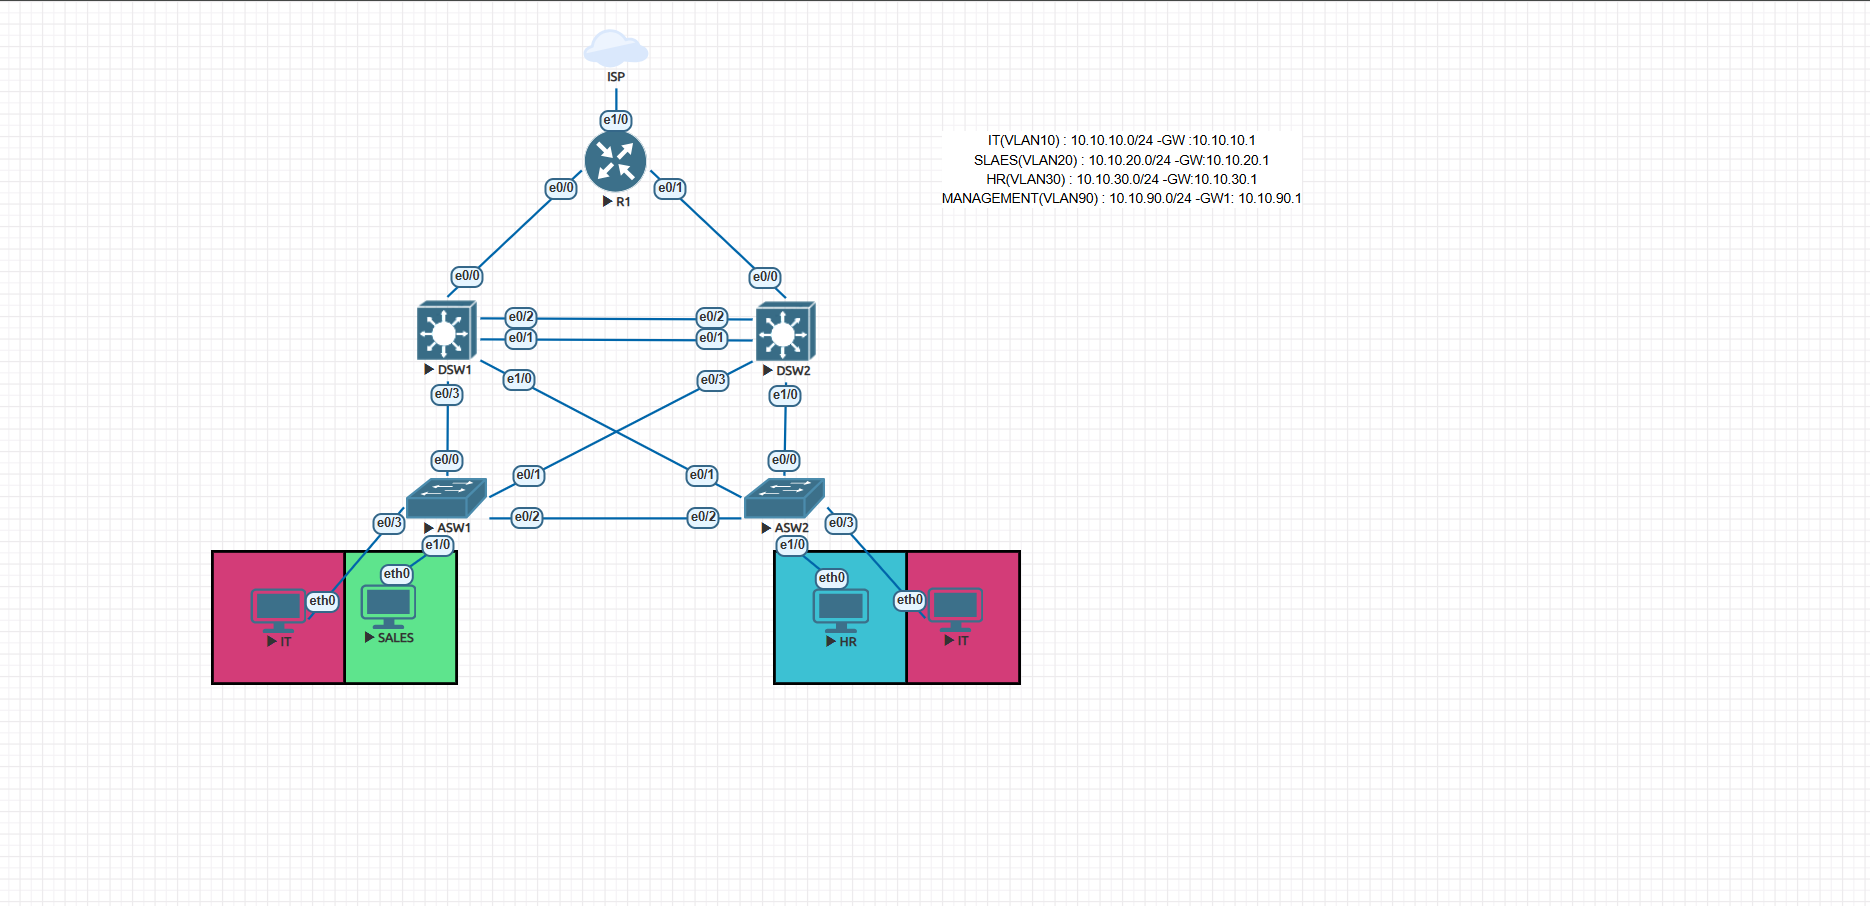 ISP
e1/0
IT(VLAN10) : 10.10.10.0/24 -GW :10.10.10.1
SLAES(VLAN20) : 10.10.20.0/24 -GW:10.10.20.1
HR(VLAN30) : 10.10.30.0/24 -GW:10.10.30.1
MANAGEMENT(VLAN90) : 10.10.90.0/24 -GW1: 10.10.90.1
e0/0
e0/1
R1
e0/0
e0/0
e0/2
e0/2
e0/1
e0/1
DSW1
DSW2
e1/0
e0/3
e0/3
e1/0
e0/0
e0/0
e0/1
e0/1
e0/3
ASW1
e0/2
e0/2
ASW2
e0/3
e1/0
e1/0
eth0
eth0
eth0
eth0
IT
SALES
HR
IT